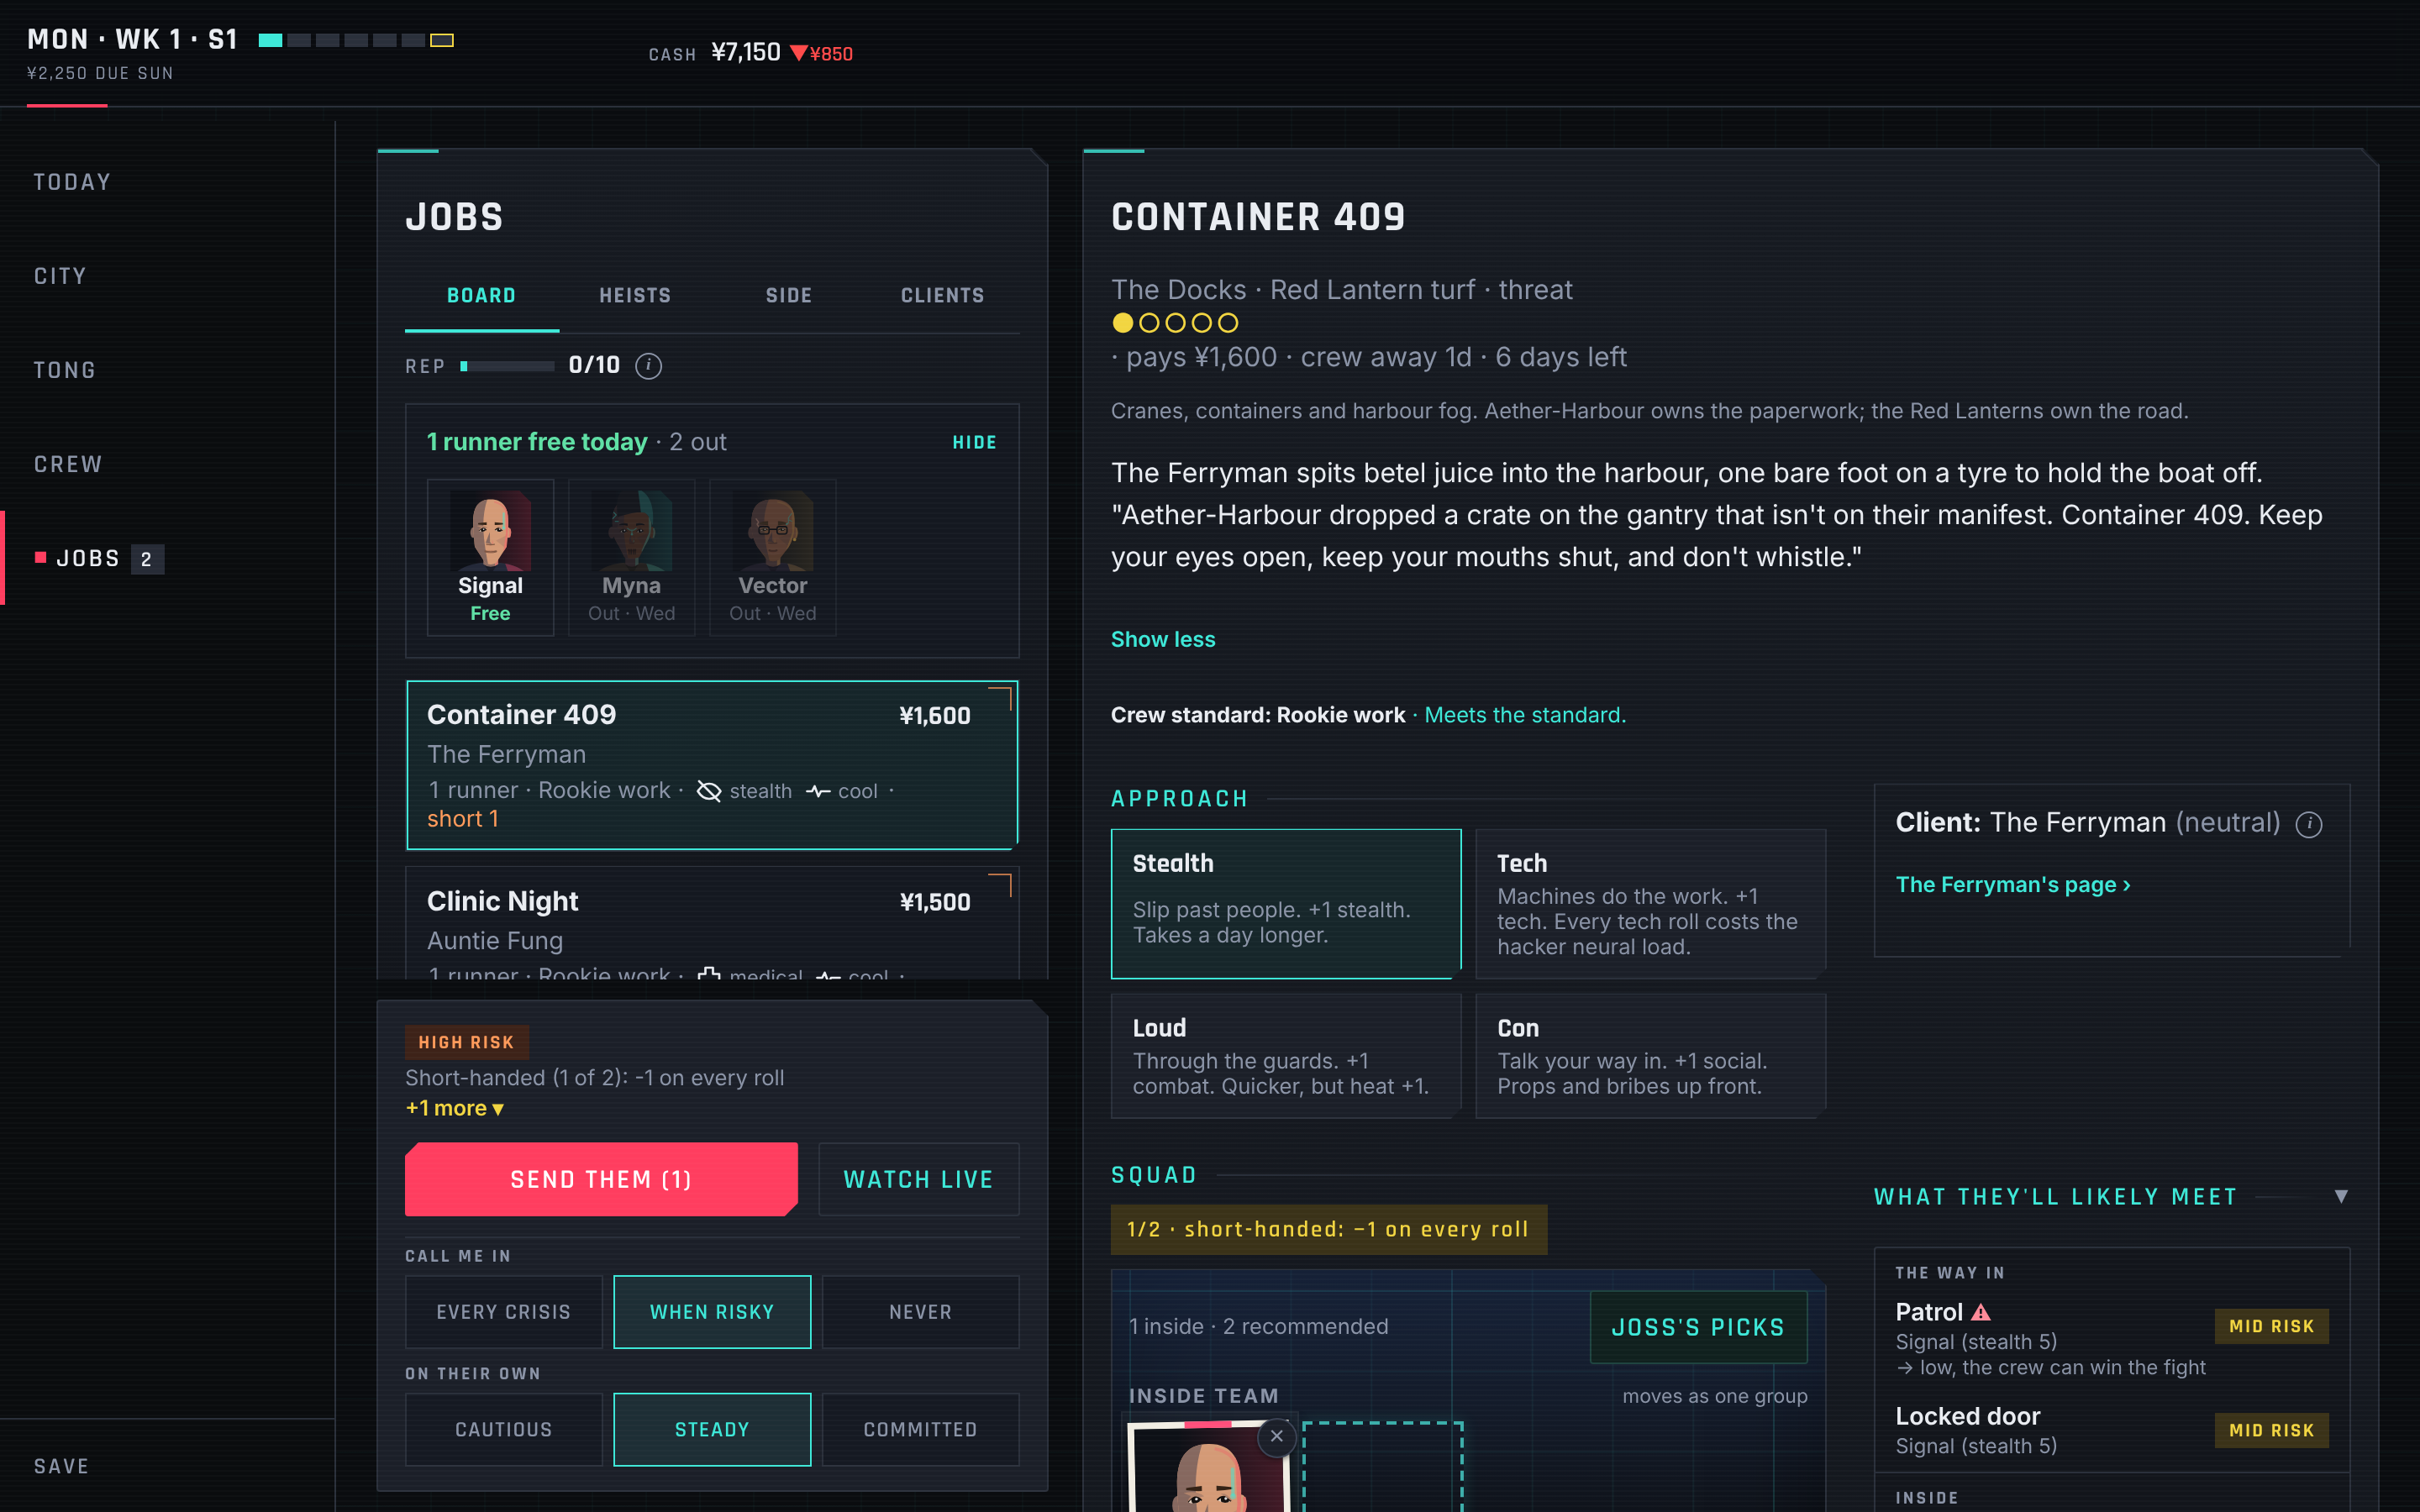 MON · WK 1 · S1
¥2,250 DUE SUN
CASH ¥7,150 ▼¥850
TODAY
CITY
TONG
CREW
JOBS 2
SAVE
JOBS
BOARD HEISTS SIDE CLIENTS
REP 0/10 i
1 runner free today · 2 out HIDE
Signal Myna Vector
Free Out · Wed Out · Wed
Container 409 ¥1,600
The Ferryman
1 runner · Rookie work · stealth cool ·
short 1
Clinic Night ¥1,500
Auntie Fung
1 runner · Rookie work · medical cool ·
HIGH RISK
Short-handed (1 of 2): -1 on every roll
+1 more ▾
SEND THEM (1) WATCH LIVE
CALL ME IN
EVERY CRISIS WHEN RISKY NEVER
ON THEIR OWN
CAUTIOUS STEADY COMMITTED
CONTAINER 409
The Docks · Red Lantern turf · threat
· pays ¥1,600 · crew away 1d · 6 days left
Cranes, containers and harbour fog. Aether-Harbour owns the paperwork; the Red Lanterns own the road.
The Ferryman spits betel juice into the harbour, one bare foot on a tyre to hold the boat off.
"Aether-Harbour dropped a crate on the gantry that isn't on their manifest. Container 409. Keep
your eyes open, keep your mouths shut, and don't whistle."
Show less
Crew standard: Rookie work · Meets the standard.
APPROACH
Stealth
Slip past people. +1 stealth.
Takes a day longer.
Tech
Machines do the work. +1
tech. Every tech roll costs the
hacker neural load.
Loud
Through the guards. +1
combat. Quicker, but heat +1.
Con
Talk your way in. +1 social.
Props and bribes up front.
Client: The Ferryman (neutral) i
The Ferryman's page ›
SQUAD
1/2 · short-handed: −1 on every roll
1 inside · 2 recommended JOSS'S PICKS
INSIDE TEAM moves as one group
WHAT THEY'LL LIKELY MEET ▼
THE WAY IN
Patrol MID RISK
Signal (stealth 5)
→ low, the crew can win the fight
Locked door MID RISK
Signal (stealth 5)
INSIDE